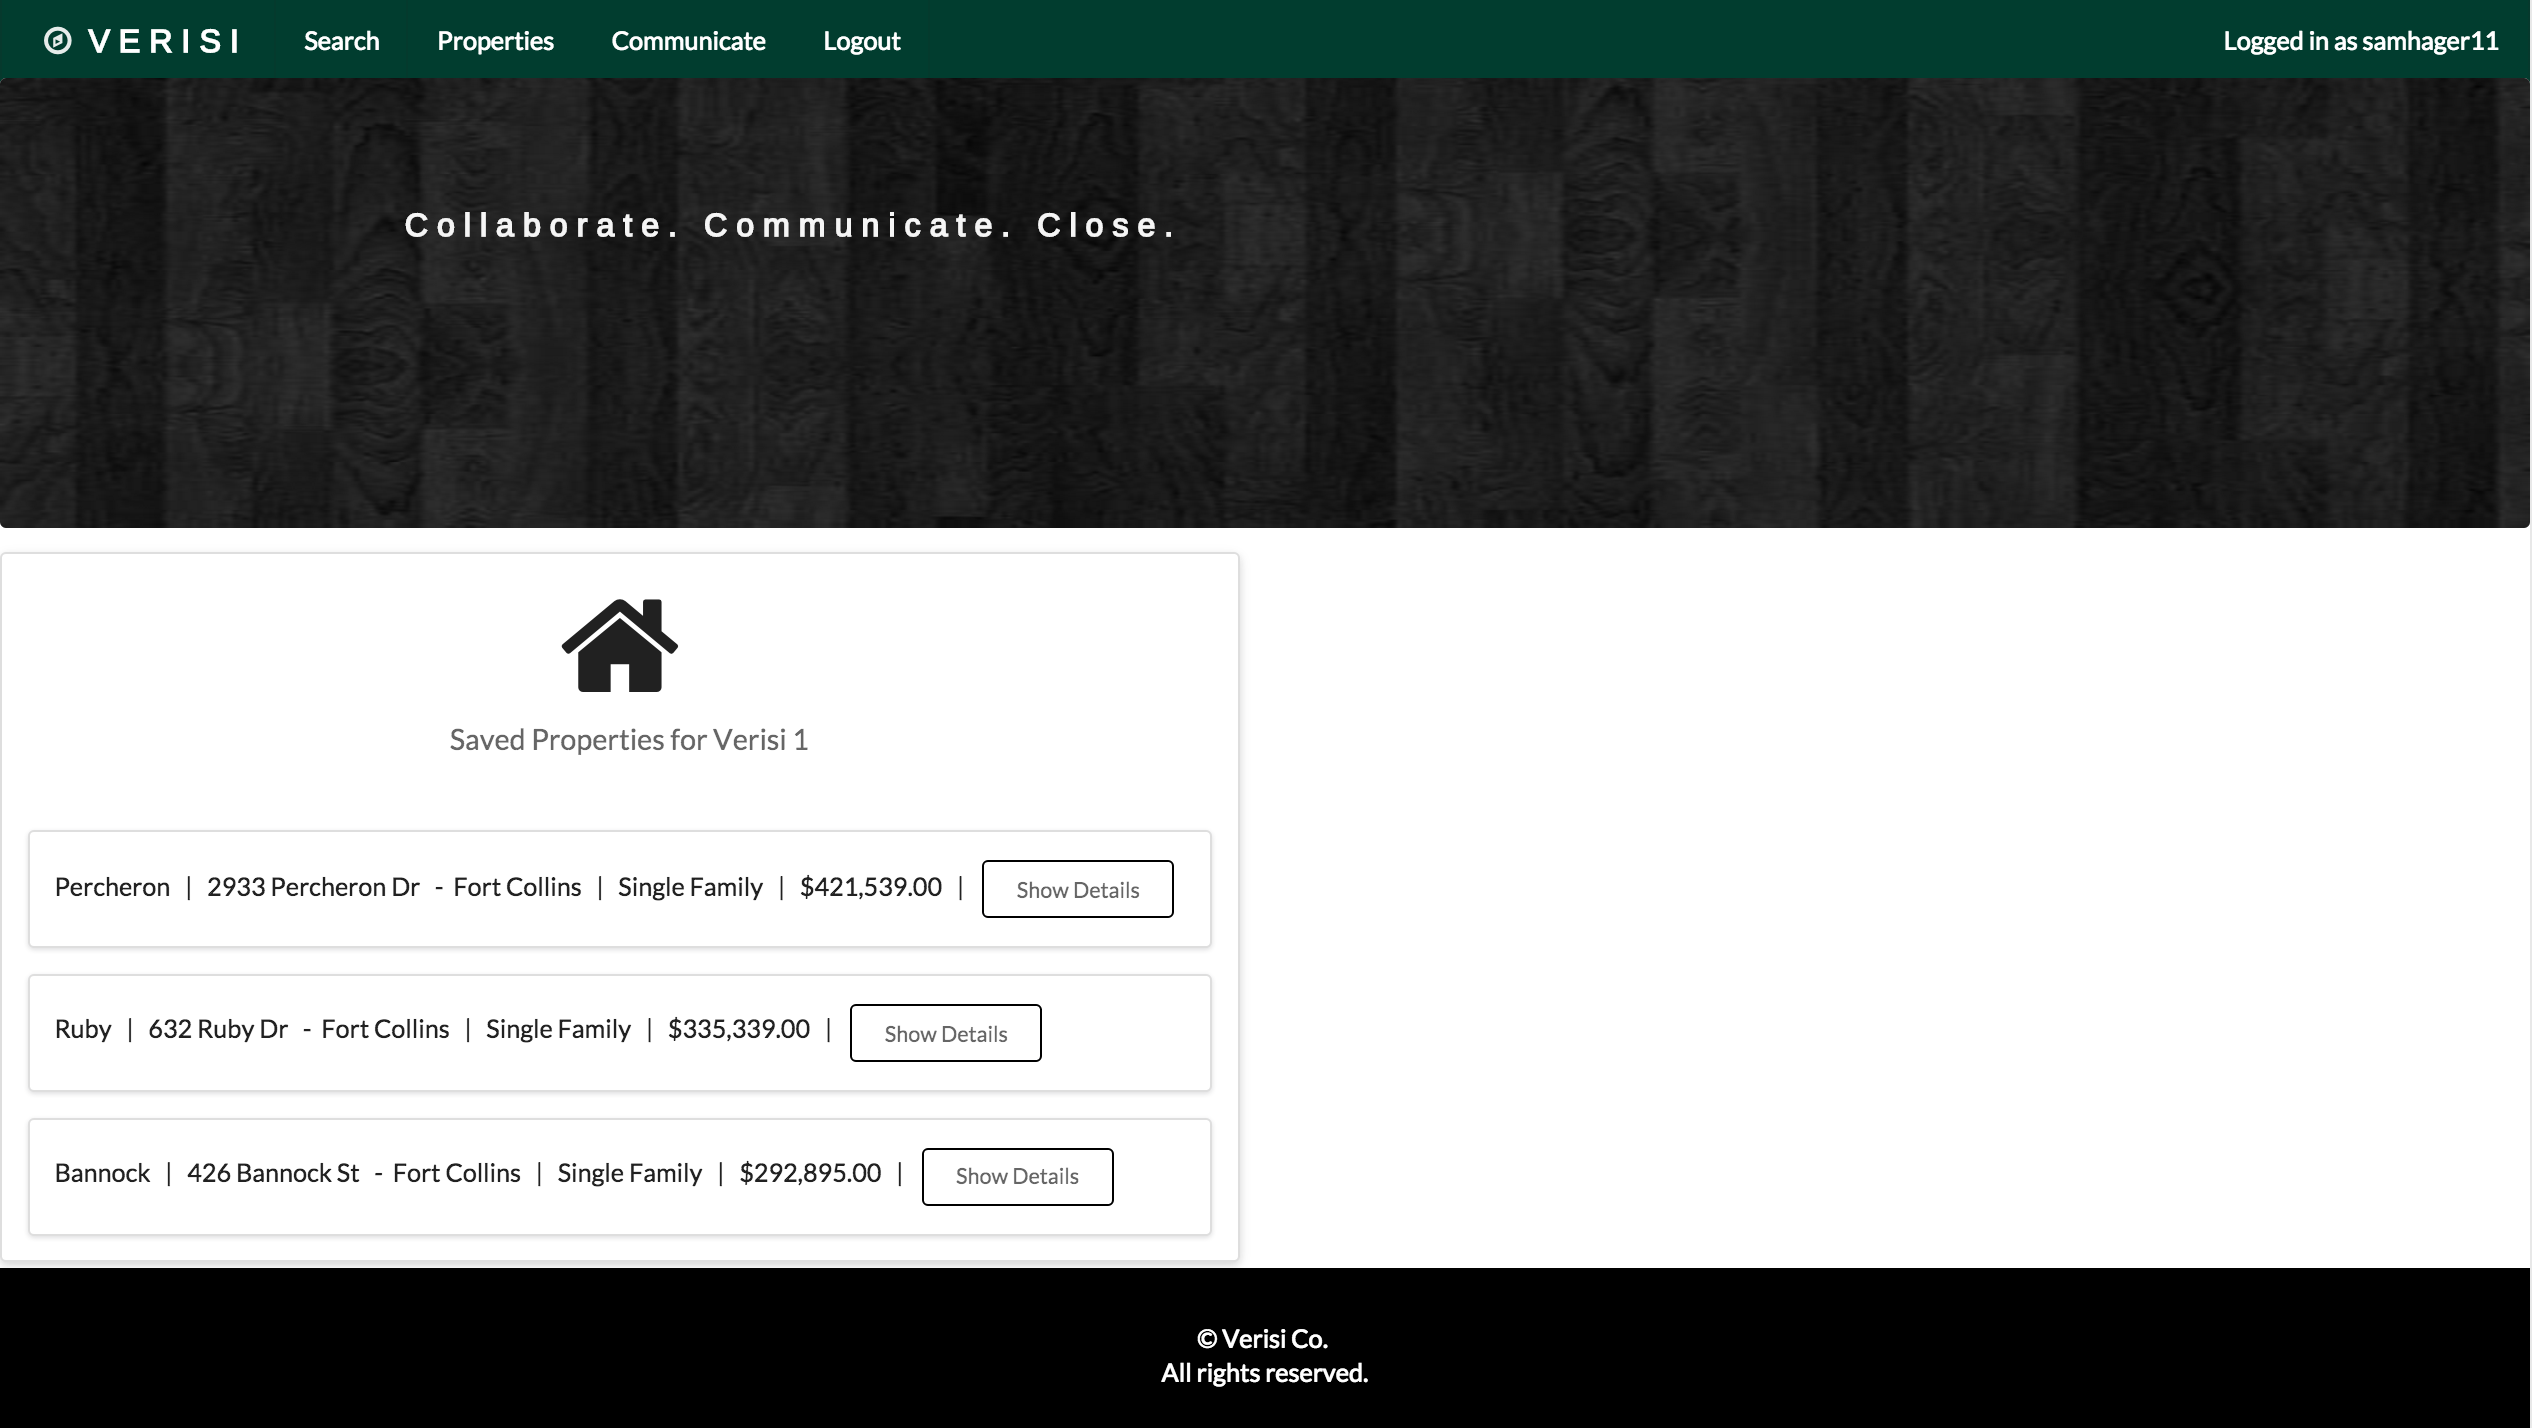 VERISI Search Properties Communicate Logout Logged in as samhager11
Collaborate. Communicate. Close.
Saved Properties for Verisi 1
Percheron | 2933 Percheron Dr - Fort Collins | Single Family | $421,539.00 | Show Details
Ruby | 632 Ruby Dr - Fort Collins | Single Family | $335,339.00 | Show Details
Bannock | 426 Bannock St - Fort Collins | Single Family | $292,895.00 | Show Details
© Verisi Co.
All rights reserved.